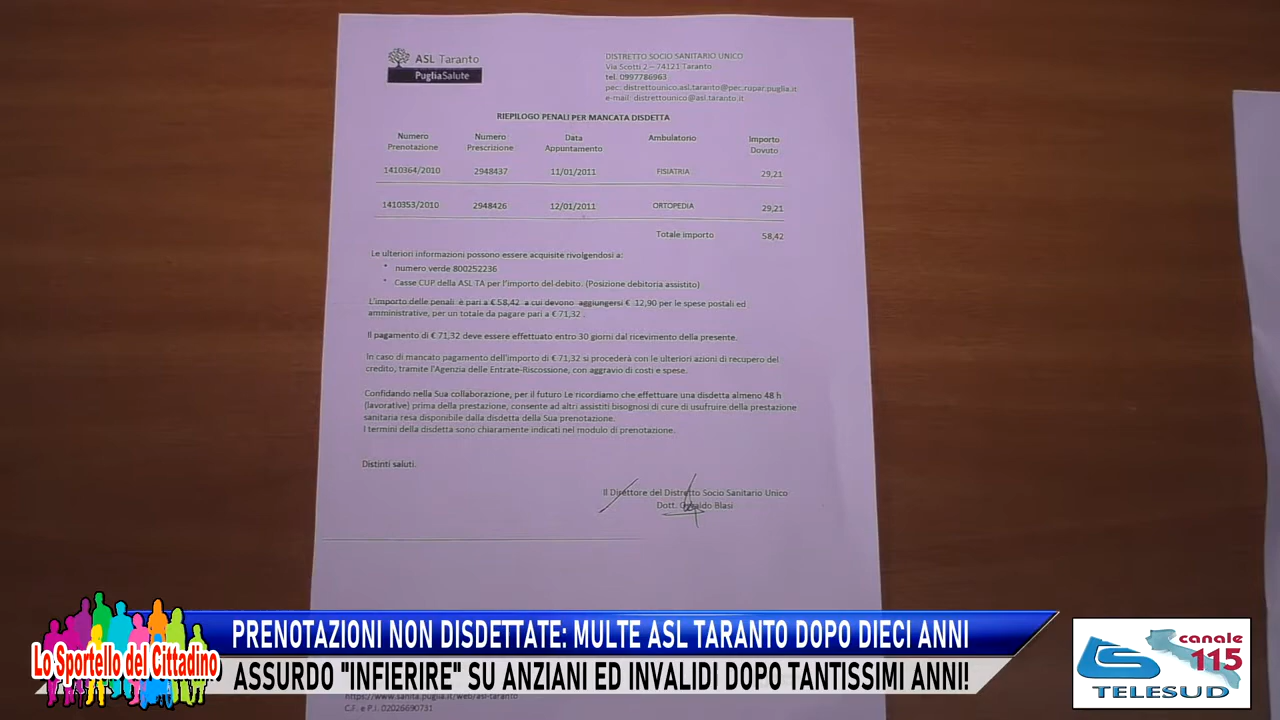 ASL Taranto
PugliaSalute
DISTRETTO SOCIO SANITARIO UNICO
Via Scotti 2 – 74121 Taranto
tel. 0997786963
pec: distrettounico.asl.taranto@pec.rupar.puglia.it
e-mail: distrettounico@asl.taranto.it
RIEPILOGO PENALI PER MANCATA DISDETTA
Numero Prenotazione Numero Prescrizione Data Appuntamento Ambulatorio Importo Dovuto
1410364/2010 2948437 11/01/2011 FISIATRIA 29,21
1410353/2010 2948426 12/01/2011 ORTOPEDIA 29,21
Totale importo 58,42
Le ulteriori informazioni possono essere acquisite rivolgendosi a:
* numero verde 800252236
* Casse CUP della ASL TA per l'importo del debito. (Posizione debitoria assistito)
L'importo delle penali è pari a € 58,42 a cui devono aggiungersi € 12,90 per le spese postali ed
amministrative, per un totale da pagare pari a € 71,32 .
Il pagamento di € 71,32 deve essere effettuato entro 30 giorni dal ricevimento della presente.
In caso di mancato pagamento dell'importo di € 71,32 si procederà con le ulteriori azioni di recupero del
credito, tramite l'Agenzia delle Entrate-Riscossione, con aggravio di costi e spese.
Confidando nella Sua collaborazione, per il futuro Le ricordiamo che effettuare una disdetta almeno 48 h
(lavorative) prima della prestazione, consente ad altri assistiti bisognosi di cure di usufruire della prestazione
sanitaria resa disponibile dalla disdetta della Sua prenotazione.
I termini della disdetta sono chiaramente indicati nel modulo di prenotazione.
Distinti saluti.
Il Direttore del Distretto Socio Sanitario Unico
Dott. Osvaldo Blasi
PRENOTAZIONI NON DISDETTATE: MULTE ASL TARANTO DOPO DIECI ANNI
Lo Sportello del Cittadino
ASSURDO "INFIERIRE" SU ANZIANI ED INVALIDI DOPO TANTISSIMI ANNI!
canale
115
TELESUD
https://www.sanita.puglia.it/web/asl-taranto
C.F. e P.I. 02026690731